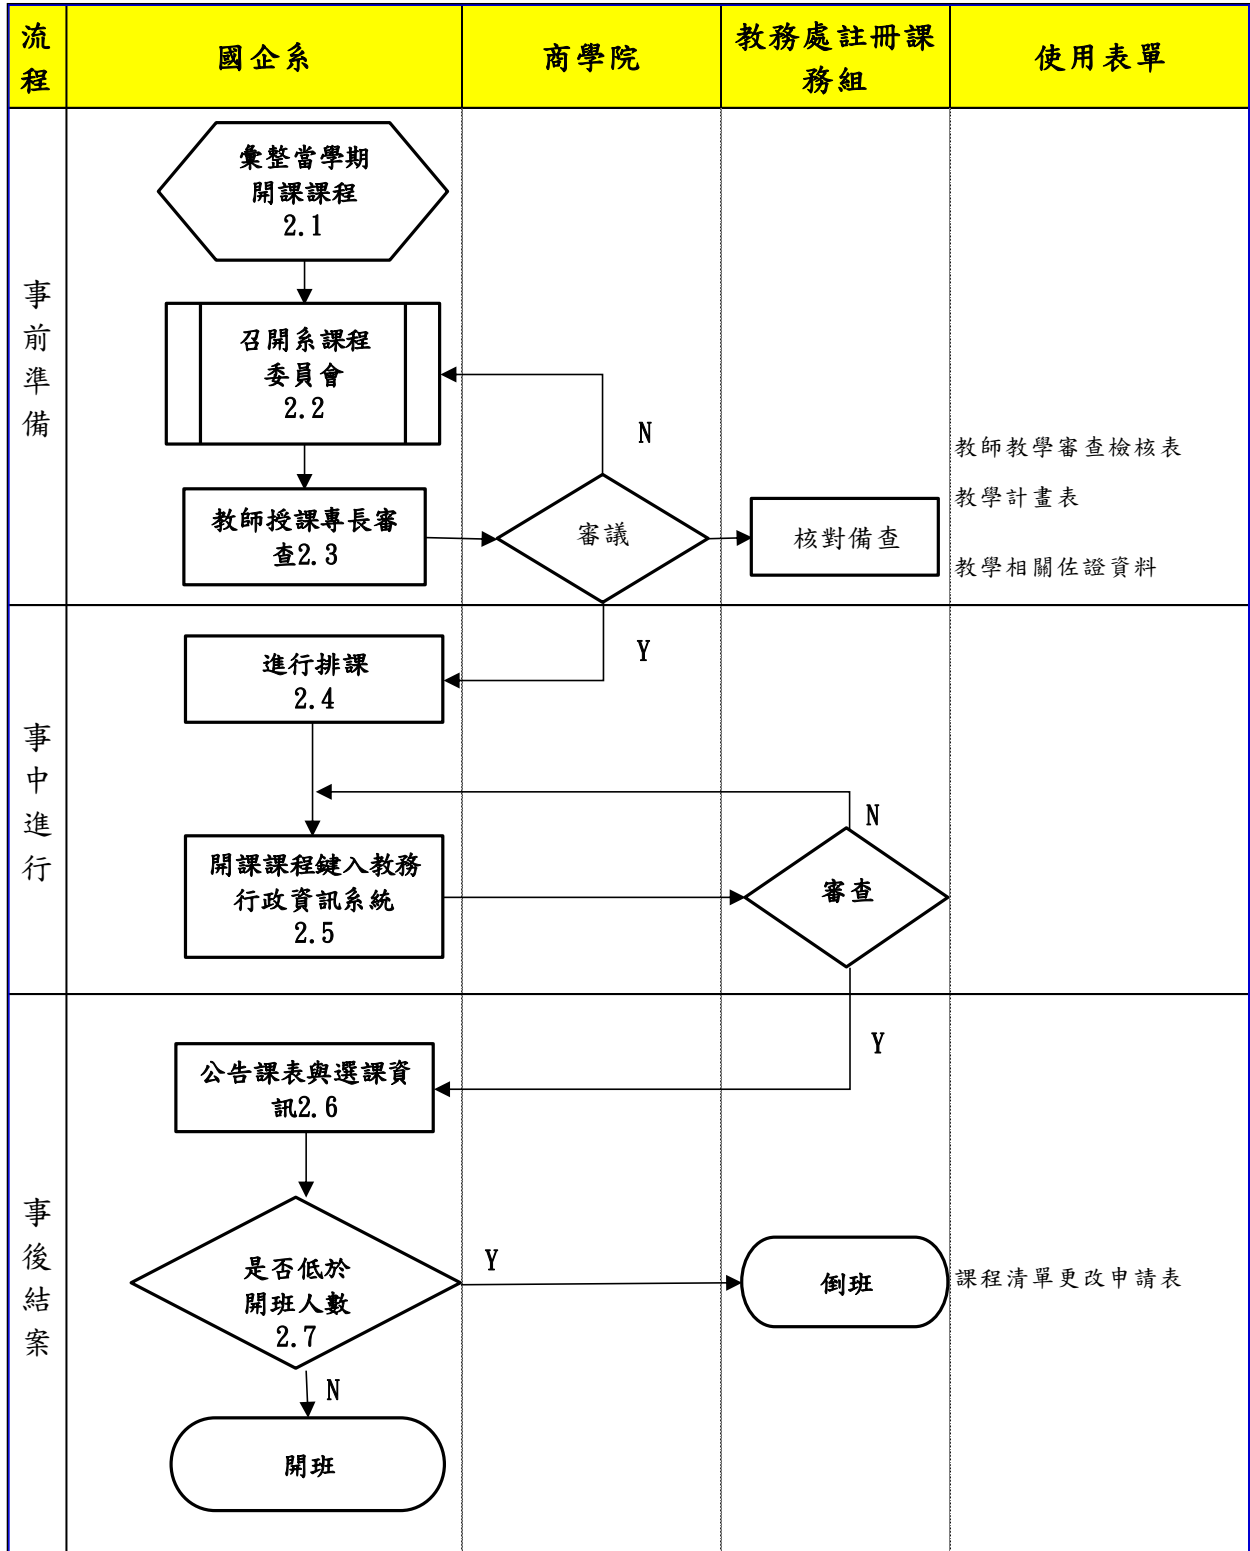 流
程
國企系
商學院
教務處註冊課
務組
使用表單
事
前
準
備
彙整當學期
開課課程
2.1
召開系課程
委員會
2.2
N
教師授課專長審
查2.3
審議
核對備查
教師教學審查檢核表
教學計畫表
教學相關佐證資料
事
中
進
行
進行排課
2.4
Y
N
開課課程鍵入教務
行政資訊系統
2.5
審查
事
後
結
案
Y
公告課表與選課資
訊2.6
是否低於
開班人數
2.7
Y
倒班
課程清單更改申請表
N
開班